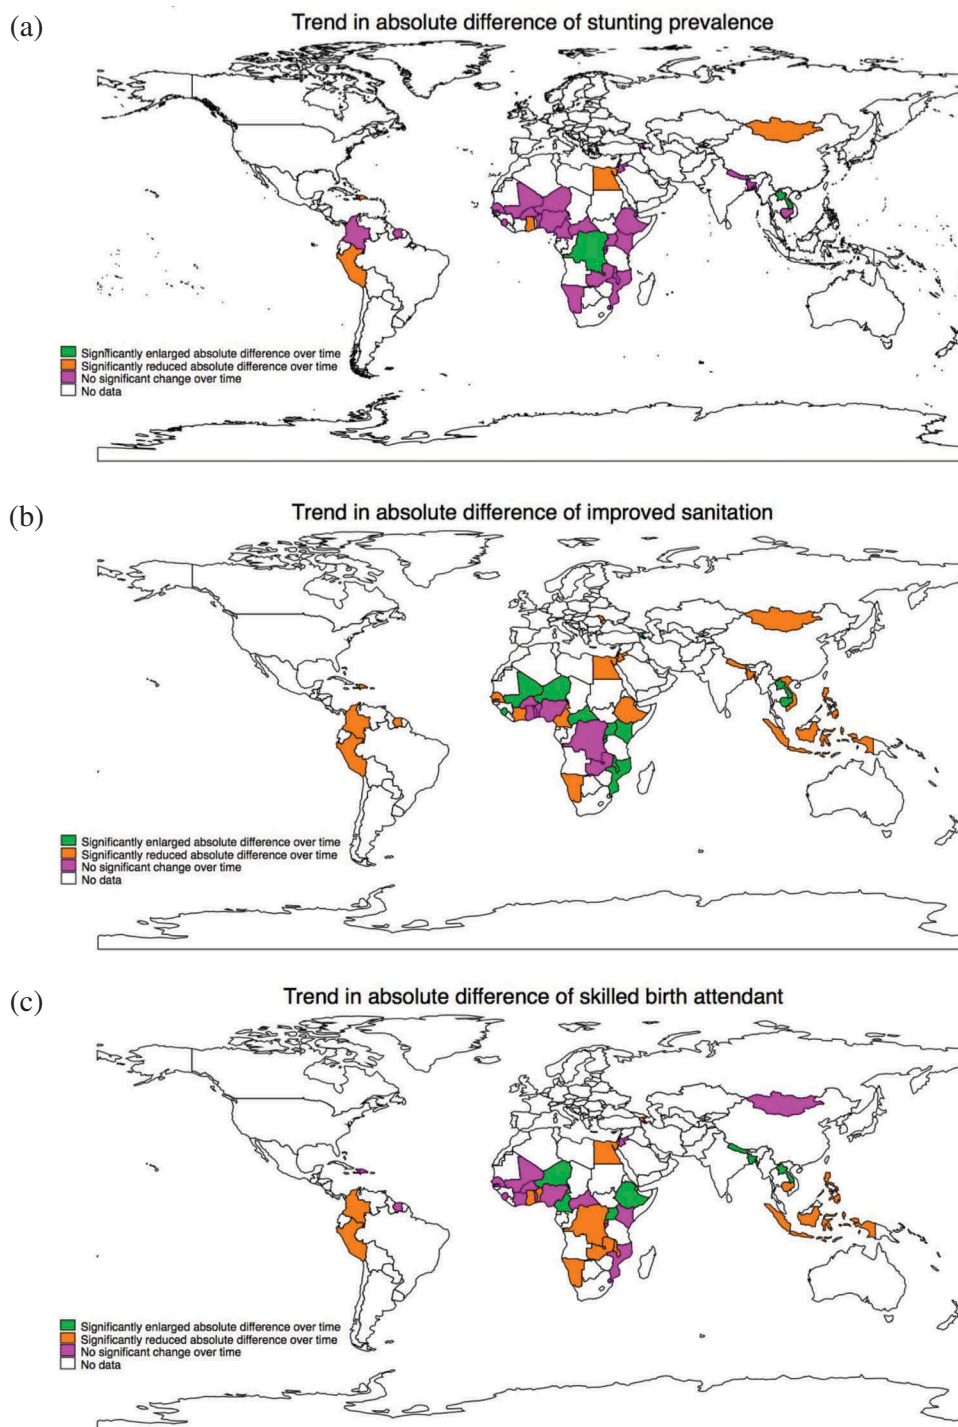 (a)
Trend in absolute difference of stunting prevalence
Significantly enlarged absolute difference over time
Significantly reduced absolute difference over time
No significant change over time
No data
(b)
Trend in absolute difference of improved sanitation
Significantly enlarged absolute difference over time
Significantly reduced absolute difference over time
No significant change over time
No data
(c)
Trend in absolute difference of skilled birth attendant
Significantly enlarged absolute difference over time
Significantly reduced absolute difference over time
No significant change over time
No data